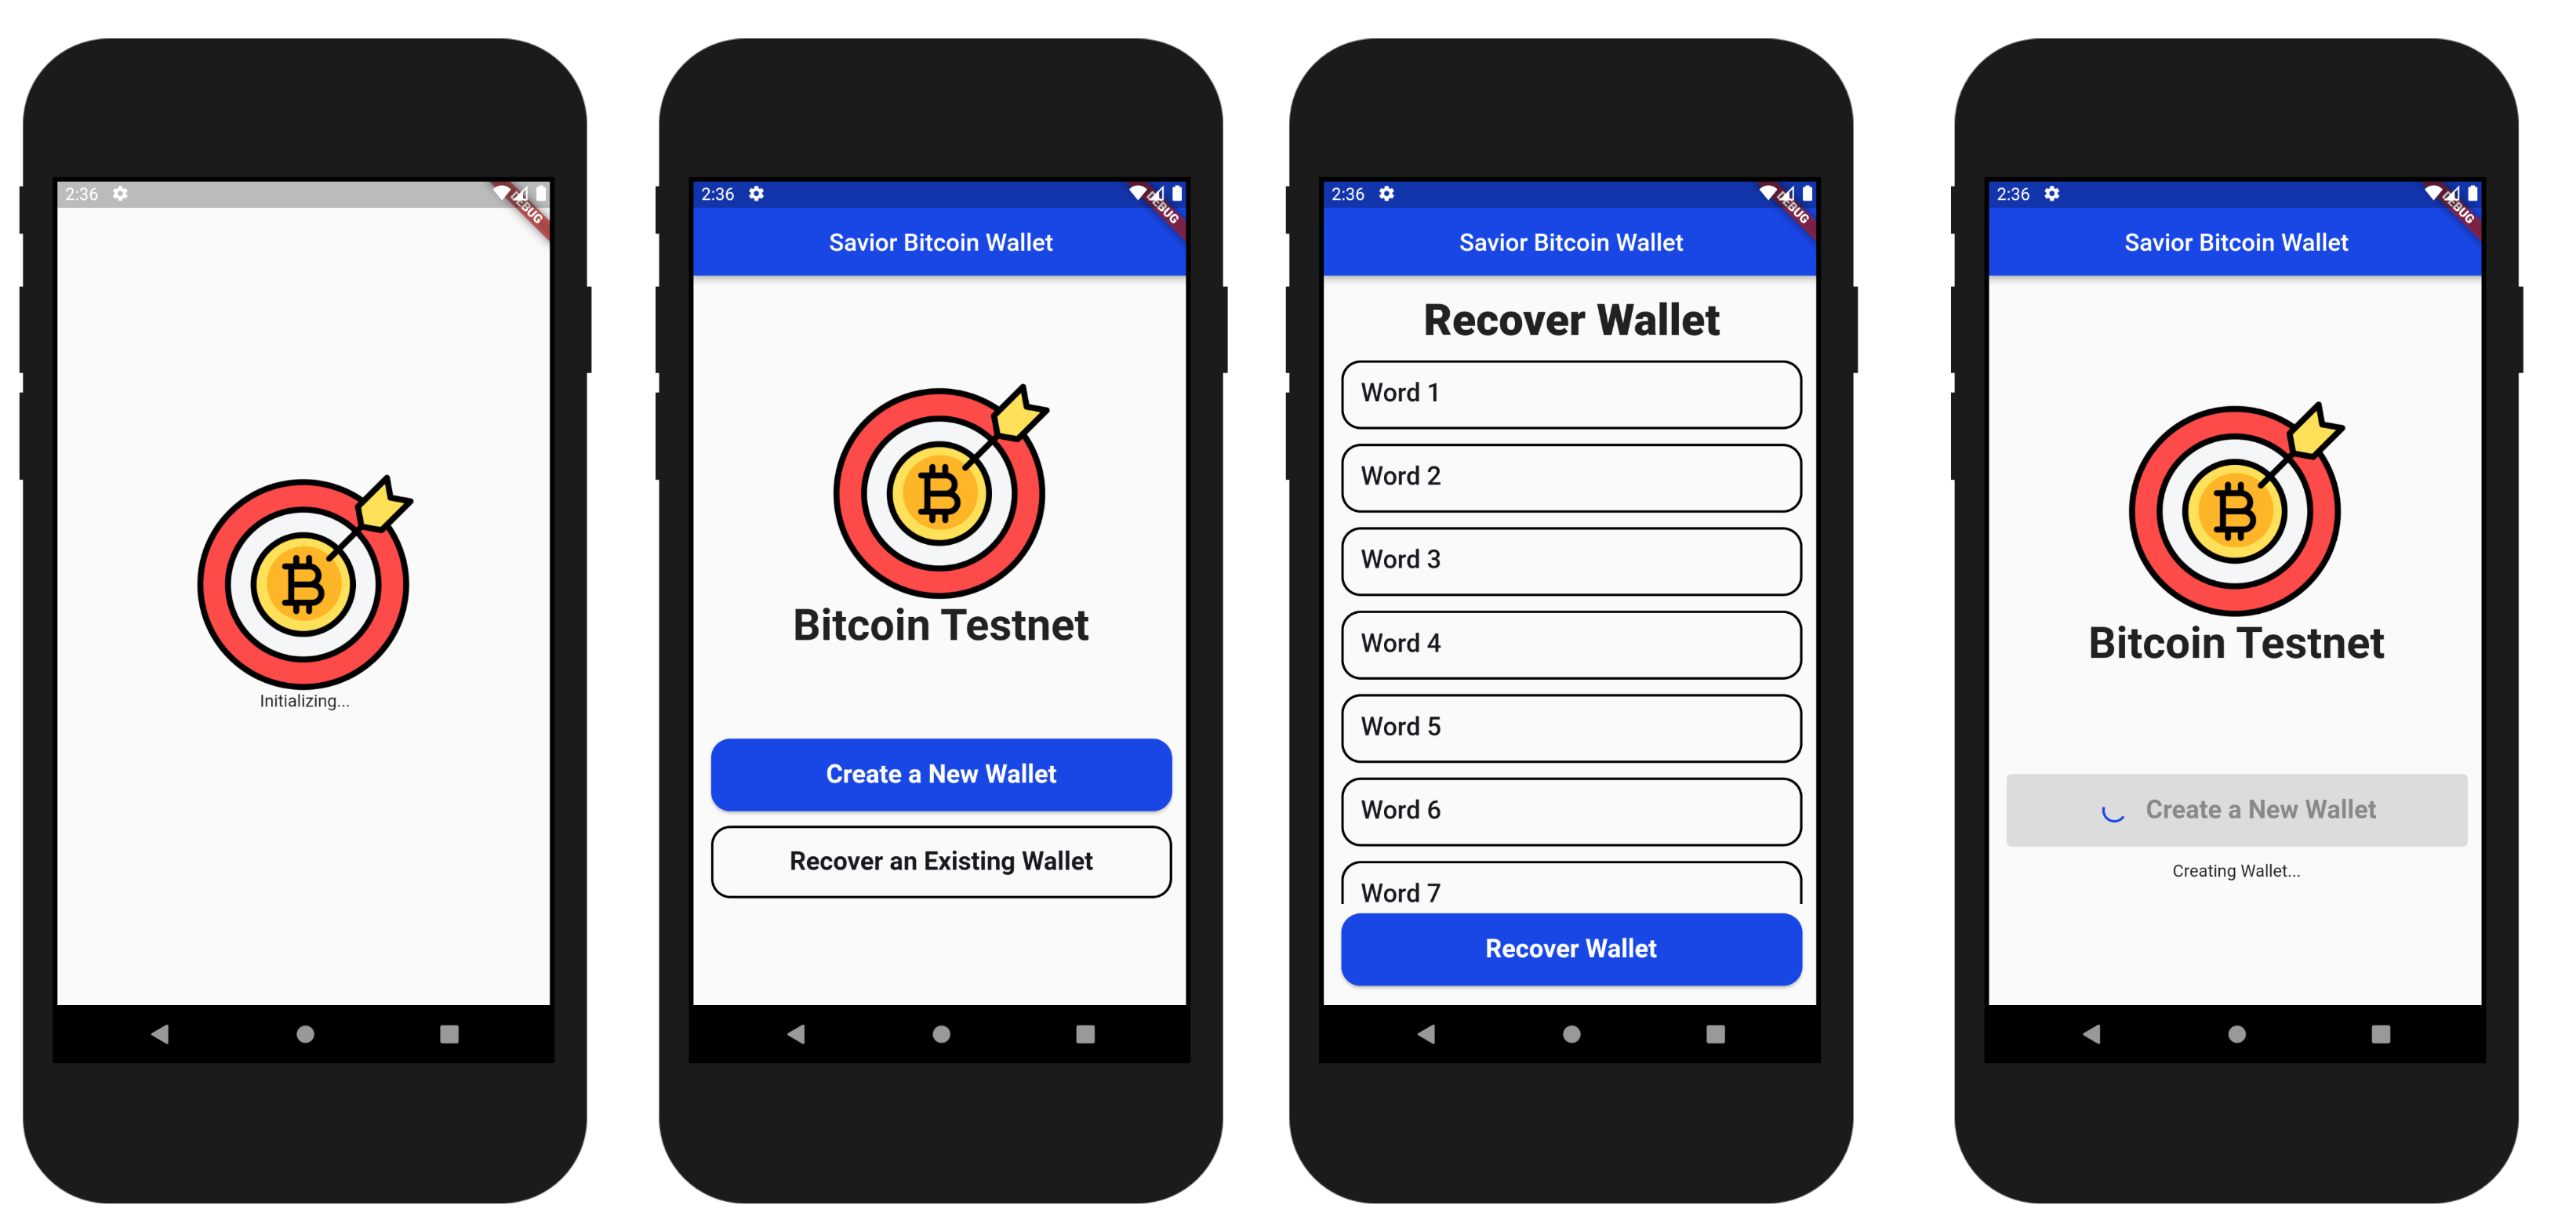 2:36
DEBUG
Initializing...
2:36
DEBUG
Savior Bitcoin Wallet
Bitcoin Testnet
Create a New Wallet
Recover an Existing Wallet
2:36
DEBUG
Savior Bitcoin Wallet
Recover Wallet
Word 1
Word 2
Word 3
Word 4
Word 5
Word 6
Word 7
Recover Wallet
2:36
DEBUG
Savior Bitcoin Wallet
Bitcoin Testnet
Create a New Wallet
Creating Wallet...